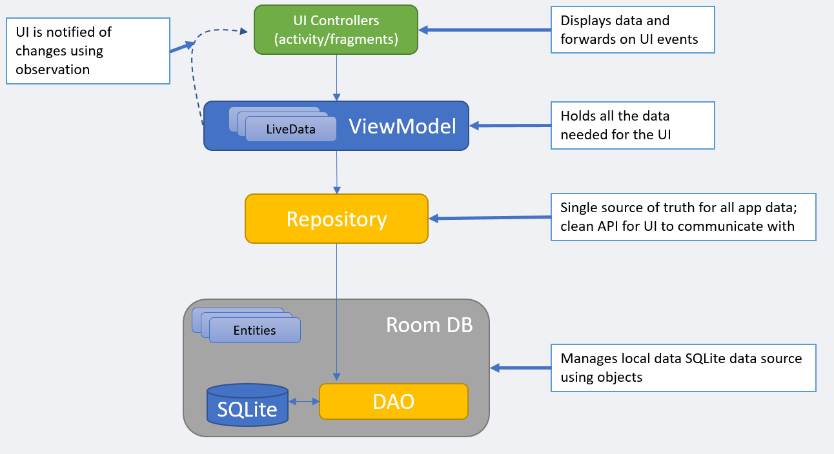 UI is notified of
changes using
observation
UI Controllers
(activity/fragments)
Displays data and
forwards on UI events
LiveData
ViewModel
Holds all the data
needed for the UI
Repository
Single source of truth for all app data;
clean API for UI to communicate with
Entities
Room DB
Manages local data SQLite data source
using objects
SQLite
DAO